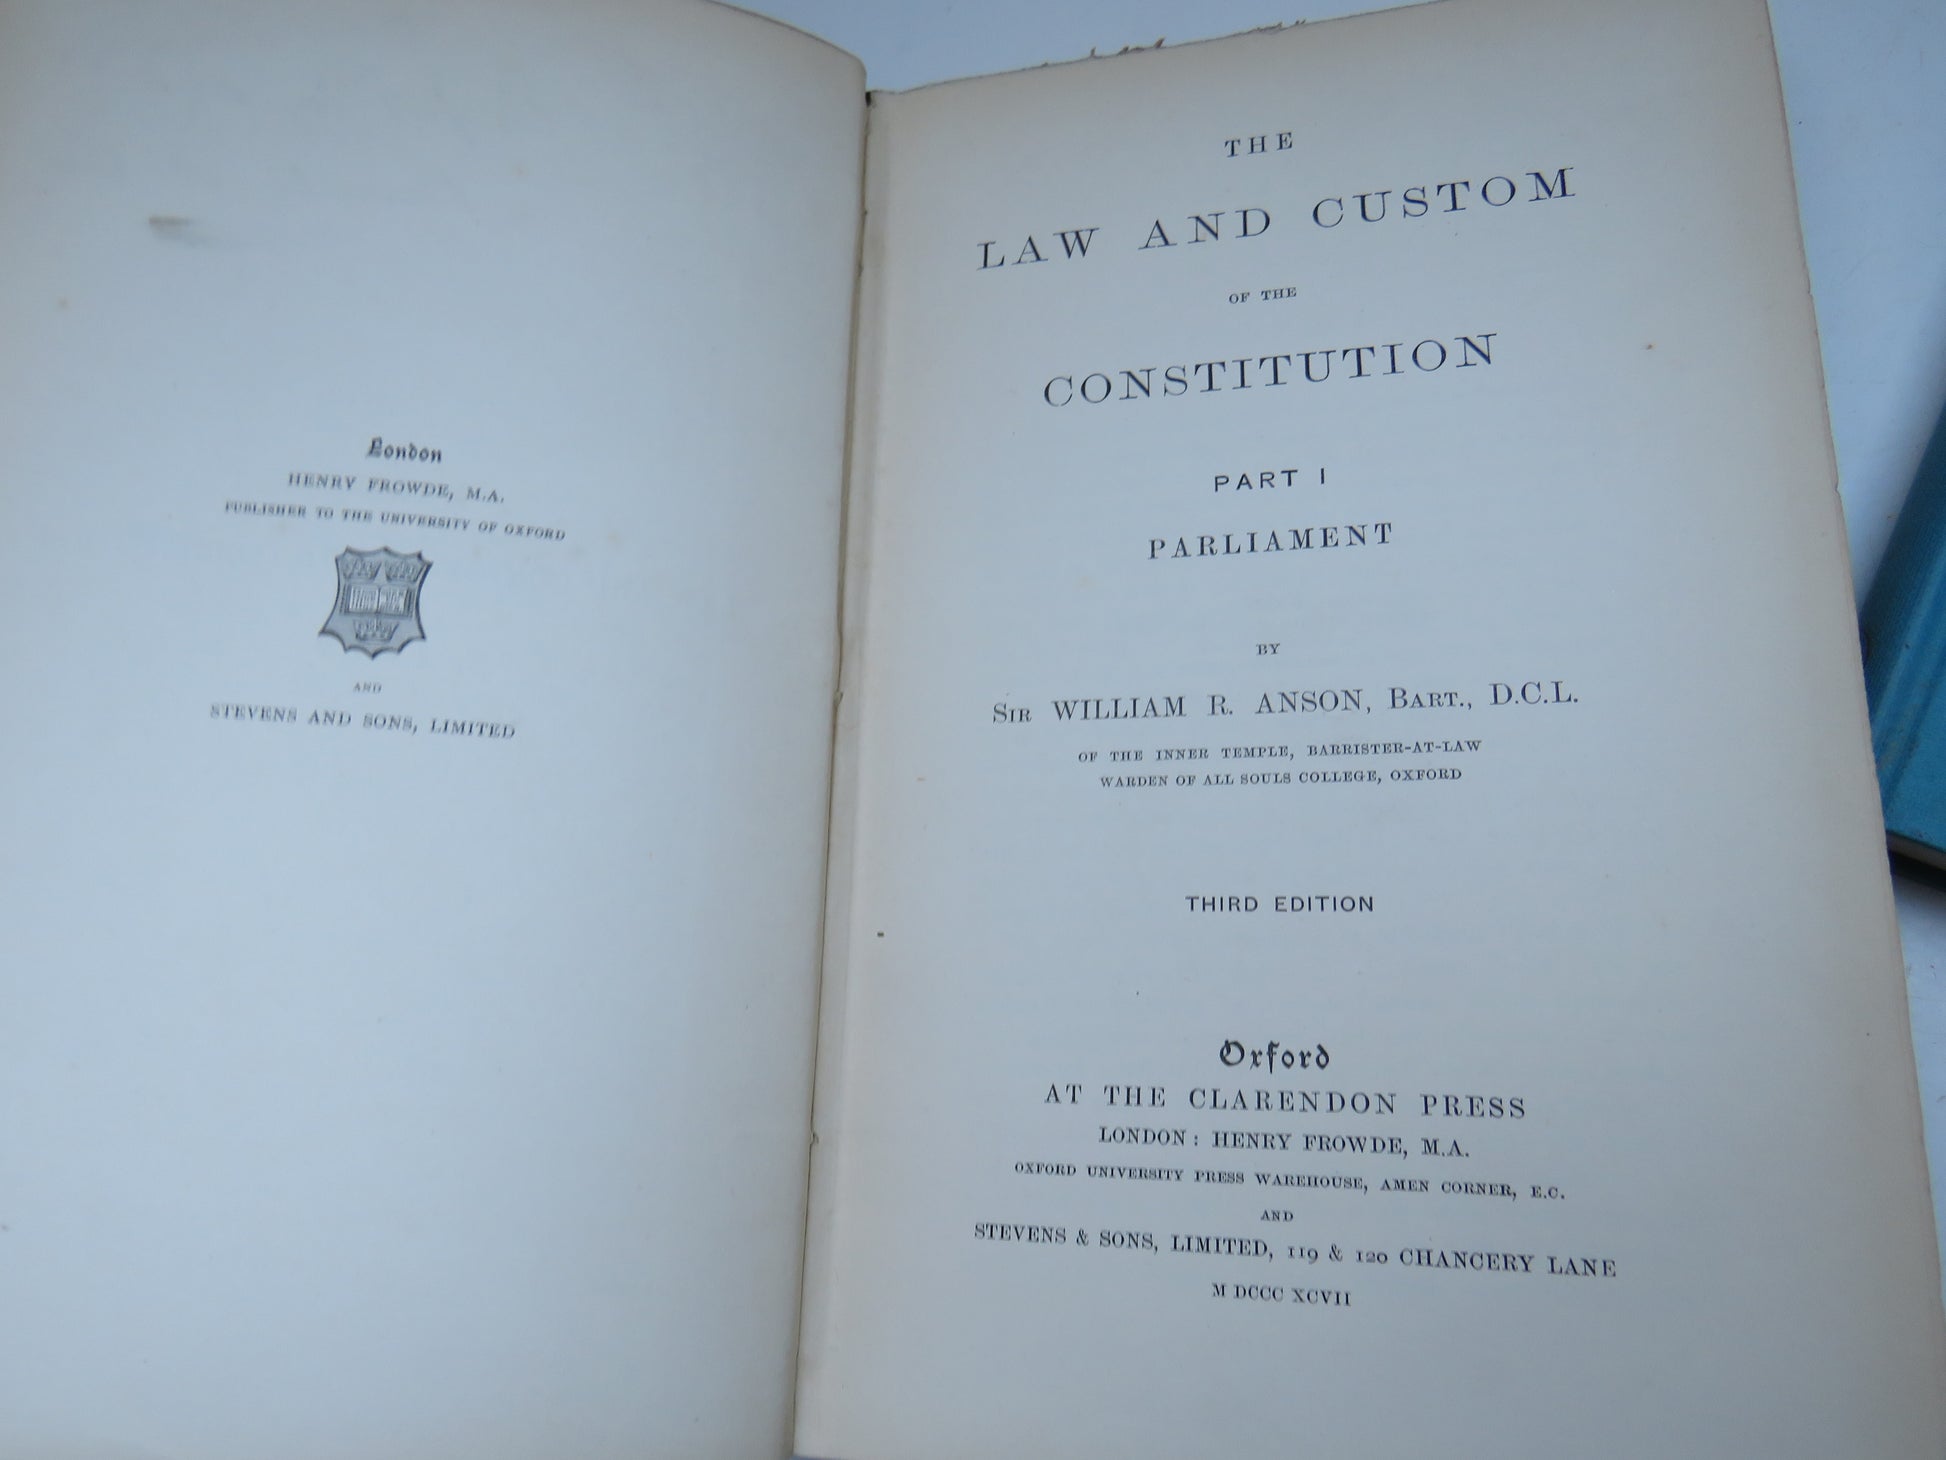 London
HENRY FROWDE, M.A.
PUBLISHER TO THE UNIVERSITY OF OXFORD
AND
STEVENS AND SONS, LIMITED
THE
LAW AND CUSTOM
OF THE
CONSTITUTION
PART I
PARLIAMENT
BY
SIR WILLIAM R. ANSON, BART., D.C.L.
OF THE INNER TEMPLE, BARRISTER-AT-LAW
WARDEN OF ALL SOULS COLLEGE, OXFORD
THIRD EDITION
Oxford
AT THE CLARENDON PRESS
LONDON: HENRY FROWDE, M.A.
OXFORD UNIVERSITY PRESS WAREHOUSE, AMEN CORNER, E.C.
AND
STEVENS & SONS, LIMITED, 119 & 120 CHANCERY LANE
M DCCC XCVII